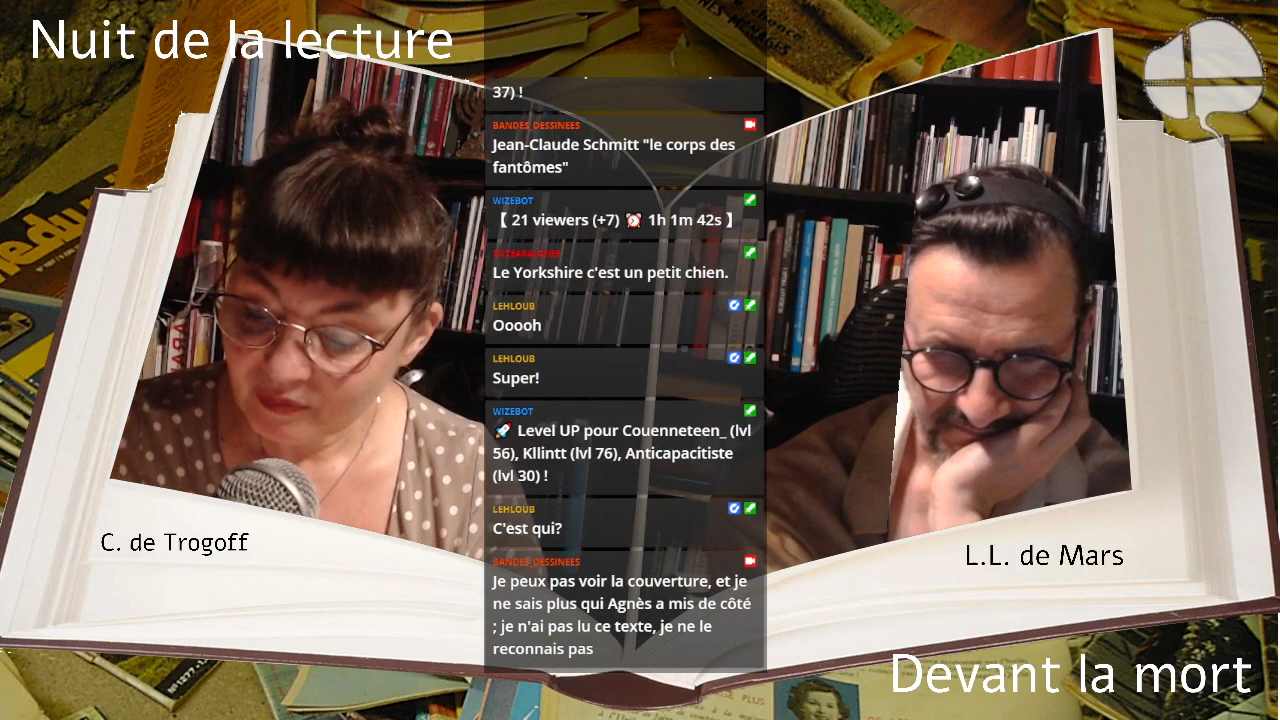 Nuit de la lecture
37) !
BANDES_DESSINEES
Jean-Claude Schmitt "le corps des
fantômes"
WIZEBOT
【 21 viewers (+7) ⏰ 1h 1m 42s 】
Le Yorkshire c'est un petit chien.
LEHLOUB
Ooooh
LEHLOUB
Super!
WIZEBOT
🚀 Level UP pour Couenneteen_ (lvl
56), Kllintt (lvl 76), Anticapacitiste
(lvl 30) !
LEHLOUB
C'est qui?
BANDES_DESSINEES
Je peux pas voir la couverture, et je
ne sais plus qui Agnès a mis de côté
; je n'ai pas lu ce texte, je ne le
reconnais pas
C. de Trogoff
L.L. de Mars
Devant la mort